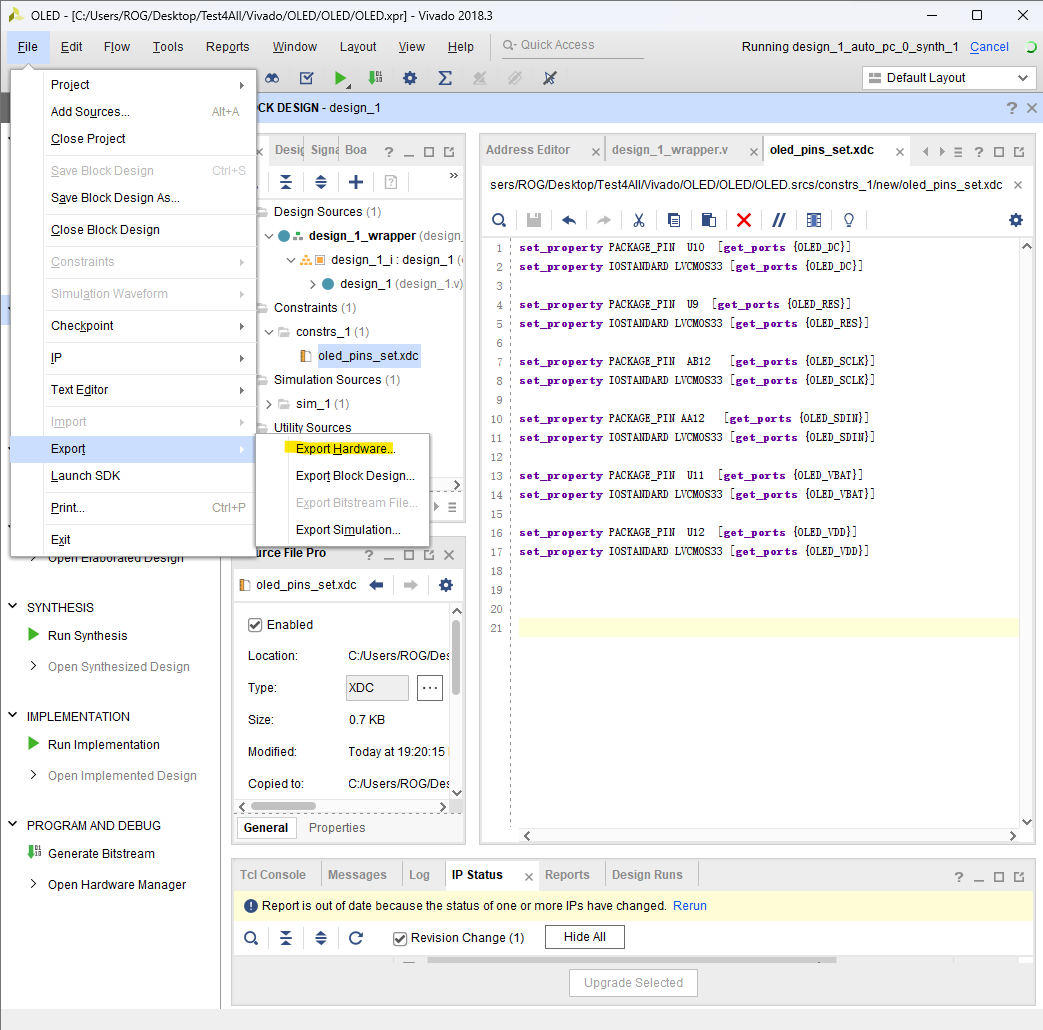 OLED - [C:/Users/ROG/Desktop/Test4All/Vivado/OLED/OLED/OLED.xpr] - Vivado 2018.3
File Edit Flow Tools Reports Window Layout View Help Quick Access Running design_1_auto_pc_0_synth_1 Cancel
Default Layout
Project
Add Sources... Alt+A
Close Project
Save Block Design Ctrl+S
Save Block Design As...
Close Block Design
Constraints
Simulation Waveform
Checkpoint
IP
Text Editor
Import
Export
Launch SDK
Print... Ctrl+P
Exit
Export Hardware...
Export Block Design...
Export Bitstream File...
Export Simulation...
Open Elaborated Design
SYNTHESIS
Run Synthesis
Open Synthesized Design
IMPLEMENTATION
Run Implementation
Open Implemented Design
PROGRAM AND DEBUG
Generate Bitstream
Open Hardware Manager
OCK DESIGN - design_1
Desig Signa Boa
Design Sources (1)
design_1_wrapper (design_
design_1_i : design_1 (
design_1 (design_1.v)
Constraints (1)
constrs_1 (1)
oled_pins_set.xdc
Simulation Sources (1)
sim_1 (1)
Utility Sources
urce File Pro
oled_pins_set.xdc
Enabled
Location: C:/Users/ROG/Des
Type: XDC
Size: 0.7 KB
Modified: Today at 19:20:15
Copied to: C:/Users/ROG/Des
General Properties
Address Editor design_1_wrapper.v oled_pins_set.xdc
sers/ROG/Desktop/Test4All/Vivado/OLED/OLED/OLED.srcs/constrs_1/new/oled_pins_set.xdc
1 set_property PACKAGE_PIN U10 [get_ports {OLED_DC}]
2 set_property IOSTANDARD LVCMOS33 [get_ports {OLED_DC}]
3
4 set_property PACKAGE_PIN U9 [get_ports {OLED_RES}]
5 set_property IOSTANDARD LVCMOS33 [get_ports {OLED_RES}]
6
7 set_property PACKAGE_PIN AB12 [get_ports {OLED_SCLK}]
8 set_property IOSTANDARD LVCMOS33 [get_ports {OLED_SCLK}]
9
10 set_property PACKAGE_PIN AA12 [get_ports {OLED_SDIN}]
11 set_property IOSTANDARD LVCMOS33 [get_ports {OLED_SDIN}]
12
13 set_property PACKAGE_PIN U11 [get_ports {OLED_VBAT}]
14 set_property IOSTANDARD LVCMOS33 [get_ports {OLED_VBAT}]
15
16 set_property PACKAGE_PIN U12 [get_ports {OLED_VDD}]
17 set_property IOSTANDARD LVCMOS33 [get_ports {OLED_VDD}]
18
19
20
21
Tcl Console Messages Log IP Status Reports Design Runs
Report is out of date because the status of one or more IPs have changed. Rerun
Revision Change (1) Hide All
Upgrade Selected